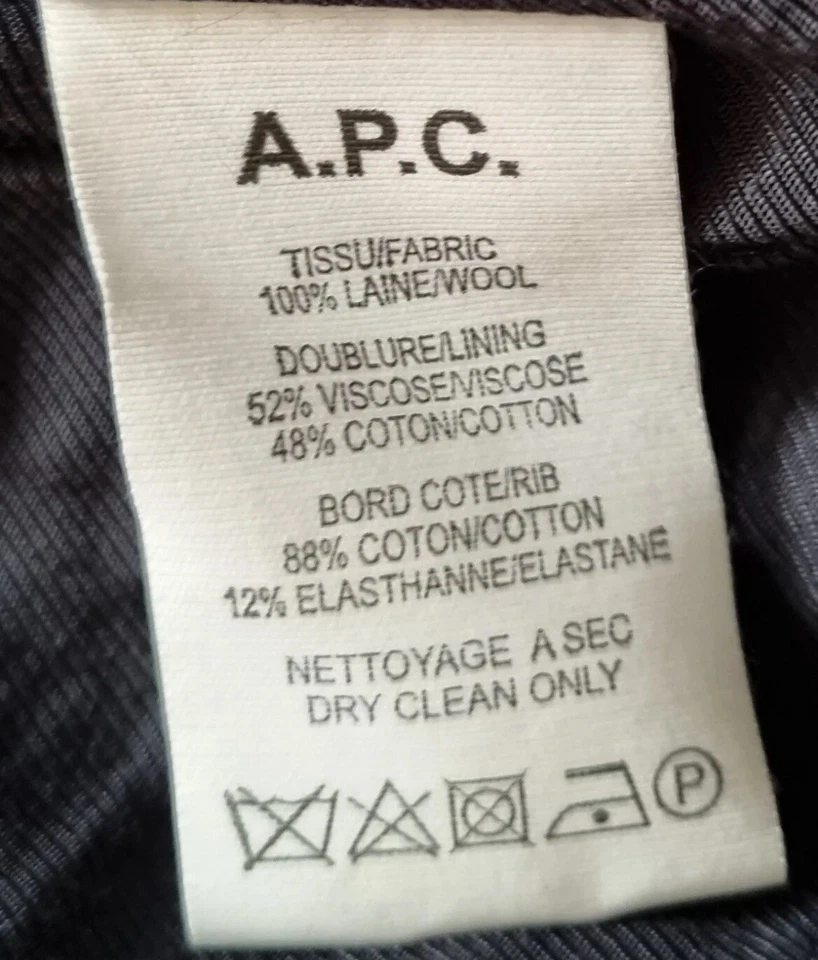 A.P.C.
TISSU/FABRIC
100% LAINE/WOOL
DOUBLURE/LINING
52% VISCOSE/VISCOSE
48% COTON/COTTON
BORD COTE/RIB
88% COTON/COTTON
12% ELASTHANNE/ELASTANE
NETTOYAGE A SEC
DRY CLEAN ONLY
P